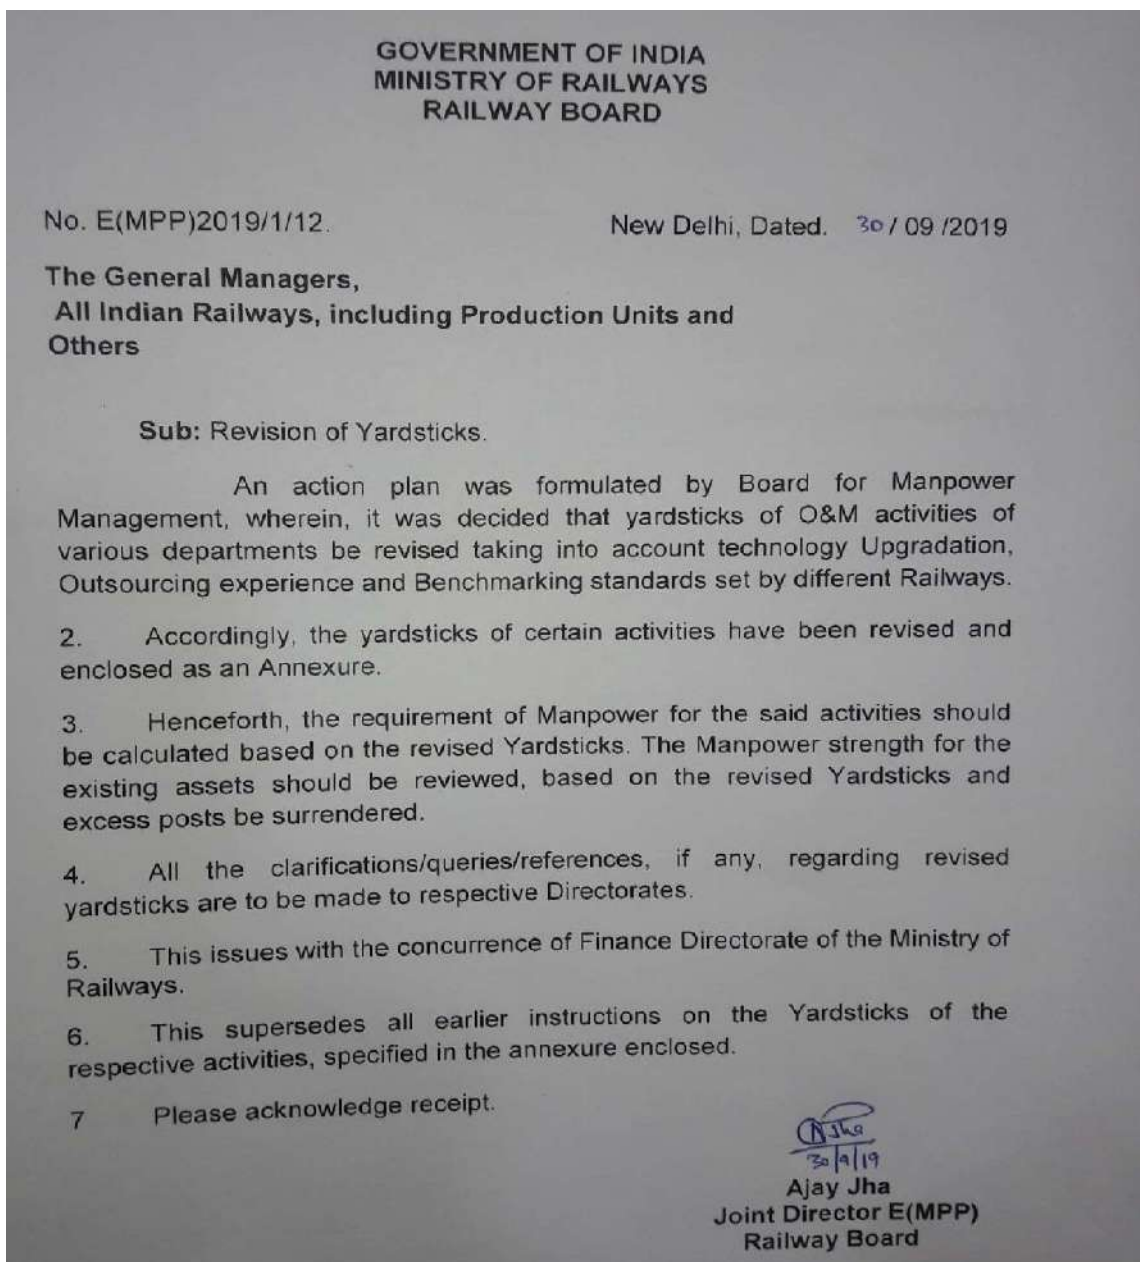 GOVERNMENT OF INDIA
MINISTRY OF RAILWAYS
RAILWAY BOARD
No. E(MPP)2019/1/12.
New Delhi, Dated. 30/ 09 /2019
The General Managers,
All Indian Railways, including Production Units and
Others
Sub: Revision of Yardsticks.
An action plan was formulated by Board for Manpower
Management, wherein, it was decided that yardsticks of O&M activities of
various departments be revised taking into account technology Upgradation,
Outsourcing experience and Benchmarking standards set by different Railways.
2. Accordingly, the yardsticks of certain activities have been revised and
enclosed as an Annexure.
3. Henceforth, the requirement of Manpower for the said activities should
be calculated based on the revised Yardsticks. The Manpower strength for the
existing assets should be reviewed, based on the revised Yardsticks and
excess posts be surrendered.
4. All the clarifications/queries/references, if any, regarding revised
yardsticks are to be made to respective Directorates.
5. This issues with the concurrence of Finance Directorate of the Ministry of
Railways.
6. This supersedes all earlier instructions on the Yardsticks of the
respective activities, specified in the annexure enclosed.
7 Please acknowledge receipt.
AJha
30/9/19
Ajay Jha
Joint Director E(MPP)
Railway Board